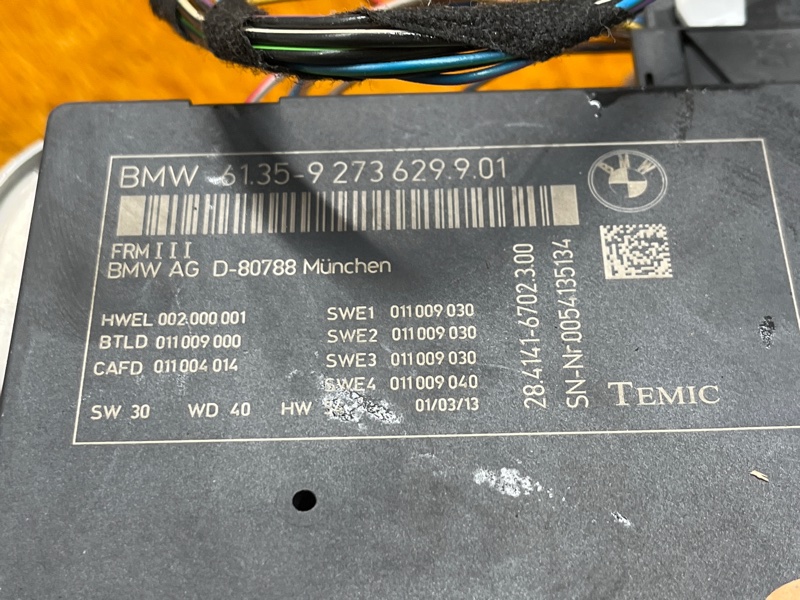 BMW 61.35-9 273 629 9.01
BMW
FRMIII
BMW AG D-80788 München
HWEL 002 000 001
BTLD 011 009 000
CAFD 011 004 014
SWE1 011 009 030
SWE2 011 009 030
SWE3 011 009 030
SWE4 011 009 040
SW 30 WD 40 HW
01/03/13
28.4141-6702.3.00
SN-Nr.0054135134
TEMIC